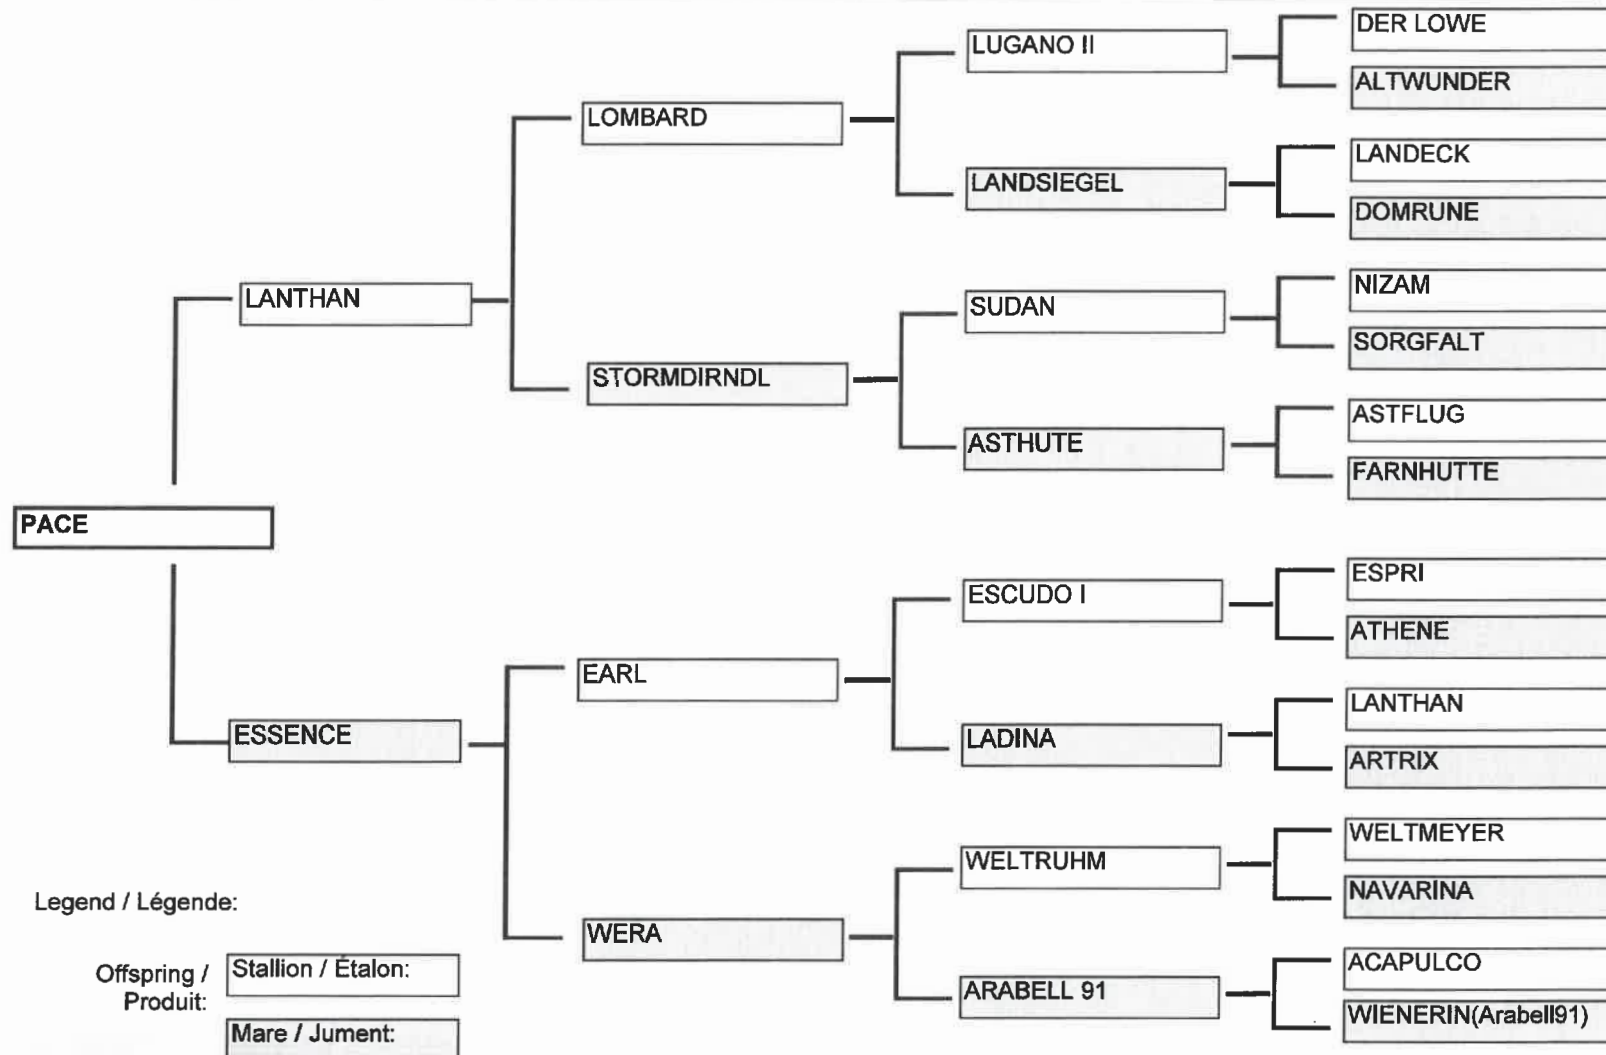 DER LOWE
LUGANO II
ALTWUNDER
LOMBARD
LANDECK
LANDSIEGEL
DOMRUNE
LANTHAN
NIZAM
SUDAN
SORGFALT
STORMDIRNDL
ASTFLUG
ASTHUTE
FARNHUTTE
PACE
ESPRI
ESCUDO I
ATHENE
EARL
LANTHAN
LADINA
ARTRIX
ESSENCE
WELTMEYER
WELTRUHM
NAVARINA
WERA
ACAPULCO
ARABELL 91
WIENERIN(Arabell91)
Legend / Légende:
Offspring /
Produit:
Stallion / Étalon:
Mare / Jument: